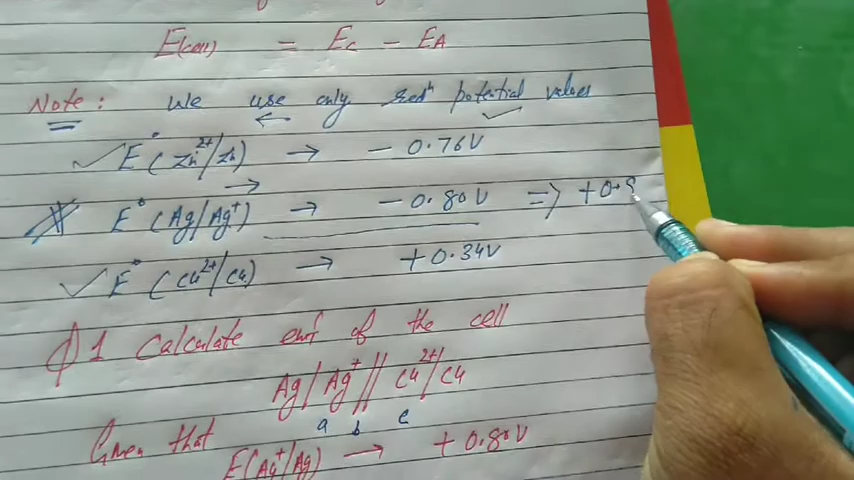 E(cell) = Ec - EA
Note: we use only redn potential values
E° (Zn2+/Zn) → - 0.76V
E° (Ag/Ag+) → - 0.80V ⇒ +0.8
E° (Cu2+/Cu) → +0.34V
Q1 Calculate emf of the cell
Ag/Ag+//Cu2+/Cu
a b c
Given that
E(Ag+/Ag) → +0.80V